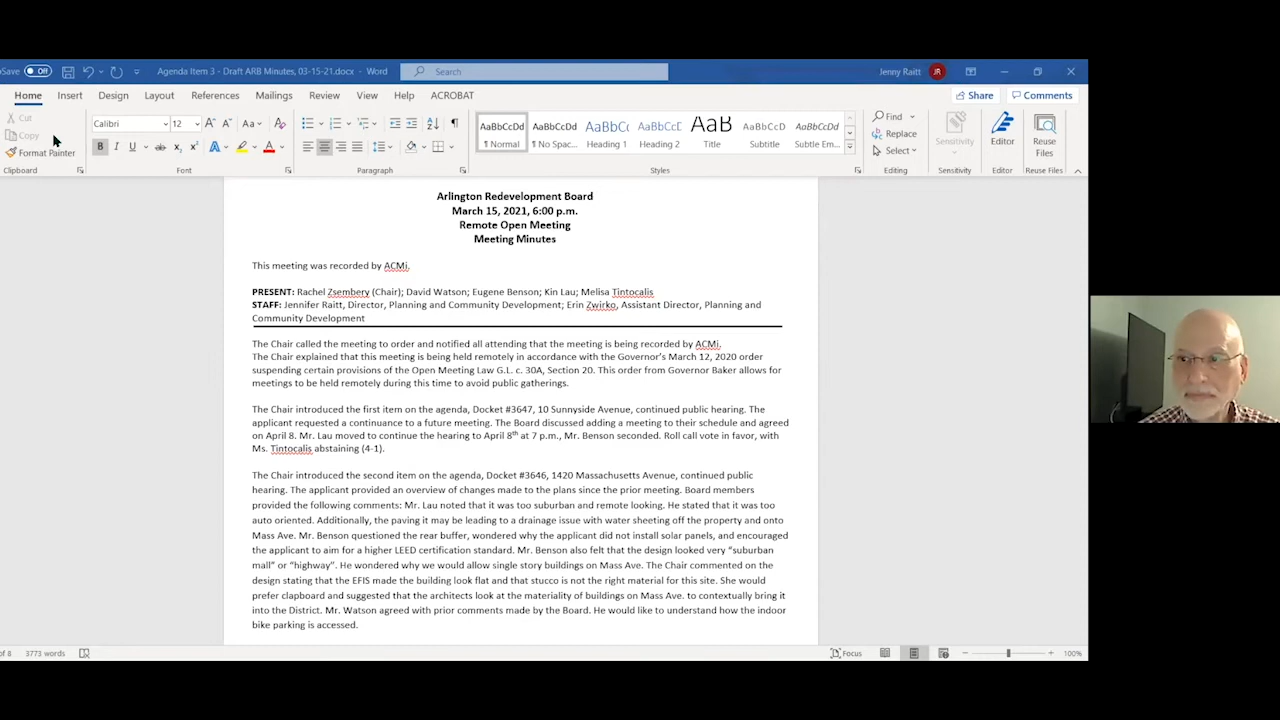 Save Off Agenda Item 3 - Draft ARB Minutes, 03-15-21.docx - Word Search Jenny Raitt JR
Home Insert Design Layout References Mailings Review View Help ACROBAT Share Comments
Cut
Copy
Format Painter
Clipboard
Calibri 12
Font
Paragraph
AaBbCcDd AaBbCcDd AaBbCc AaBbCcC AaB AaBbCcD AaBbCcDd
¶ Normal ¶ No Spac... Heading 1 Heading 2 Title Subtitle Subtle Em...
Styles
Find
Replace
Select
Editing
Sensitivity
Sensitivity
Editor
Editor
Reuse
Files
Reuse Files
Arlington Redevelopment Board
March 15, 2021, 6:00 p.m.
Remote Open Meeting
Meeting Minutes
This meeting was recorded by ACMi.
PRESENT: Rachel Zsembery (Chair); David Watson; Eugene Benson; Kin Lau; Melisa Tintocalis
STAFF: Jennifer Raitt, Director, Planning and Community Development; Erin Zwirko, Assistant Director, Planning and
Community Development
The Chair called the meeting to order and notified all attending that the meeting is being recorded by ACMi.
The Chair explained that this meeting is being held remotely in accordance with the Governor's March 12, 2020 order
suspending certain provisions of the Open Meeting Law G.L. c. 30A, Section 20. This order from Governor Baker allows for
meetings to be held remotely during this time to avoid public gatherings.
The Chair introduced the first item on the agenda, Docket #3647, 10 Sunnyside Avenue, continued public hearing. The
applicant requested a continuance to a future meeting. The Board discussed adding a meeting to their schedule and agreed
on April 8. Mr. Lau moved to continue the hearing to April 8th at 7 p.m., Mr. Benson seconded. Roll call vote in favor, with
Ms. Tintocalis abstaining (4-1).
The Chair introduced the second item on the agenda, Docket #3646, 1420 Massachusetts Avenue, continued public
hearing. The applicant provided an overview of changes made to the plans since the prior meeting. Board members
provided the following comments: Mr. Lau noted that it was too suburban and remote looking. He stated that it was too
auto oriented. Additionally, the paving it may be leading to a drainage issue with water sheeting off the property and onto
Mass Ave. Mr. Benson questioned the rear buffer, wondered why the applicant did not install solar panels, and encouraged
the applicant to aim for a higher LEED certification standard. Mr. Benson also felt that the design looked very “suburban
mall” or “highway”. He wondered why we would allow single story buildings on Mass Ave. The Chair commented on the
design stating that the EFIS made the building look flat and that stucco is not the right material for this site. She would
prefer clapboard and suggested that the architects look at the materiality of buildings on Mass Ave. to contextually bring it
into the District. Mr. Watson agreed with prior comments made by the Board. He would like to understand how the indoor
bike parking is accessed.
of 8 3773 words Focus 100%